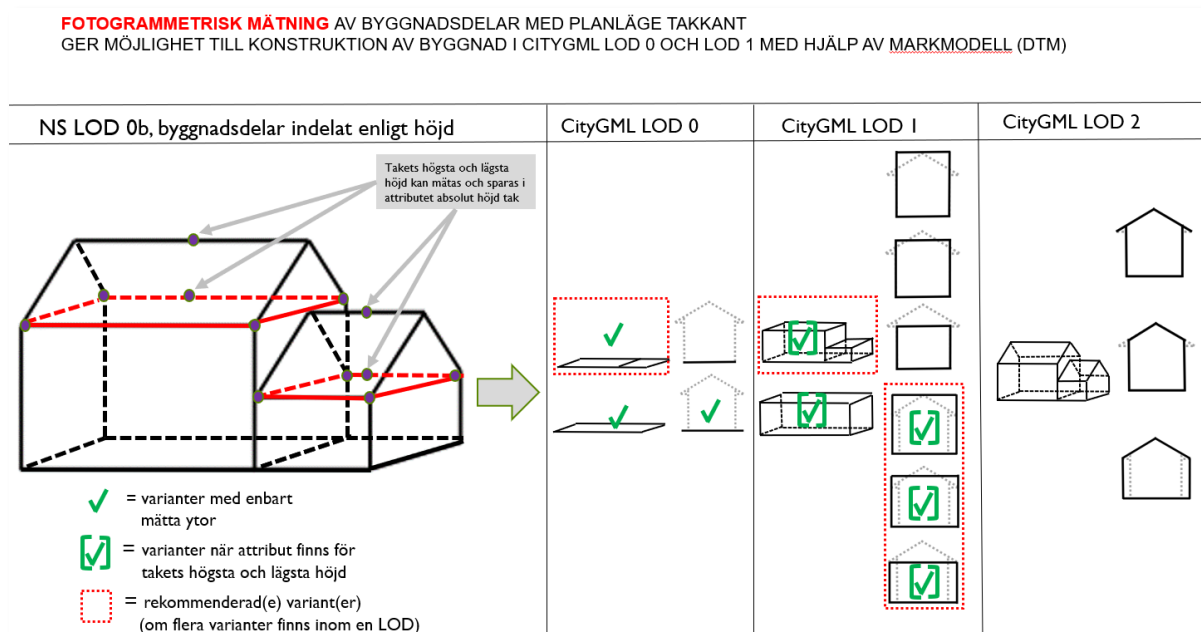 FOTOGRAMMETRISK MÄTNING AV BYGGNADSDELAR MED PLANLÄGE TAKKANT
GER MÖJLIGHET TILL KONSTRUKTION AV BYGGNAD I CITYGML LOD 0 OCH LOD 1 MED HJÄLP AV MARKMODELL (DTM)
NS LOD 0b, byggnadsdelar indelat enligt höjd
CityGML LOD 0
CityGML LOD 1
CityGML LOD 2
Takets högsta och lägsta
höjd kan mätas och sparas i
attributet absolut höjd tak
= varianter med enbart
mätta ytor
= varianter när attribut finns för
takets högsta och lägsta höjd
= rekommenderad(e) variant(er)
(om flera varianter finns inom en LOD)